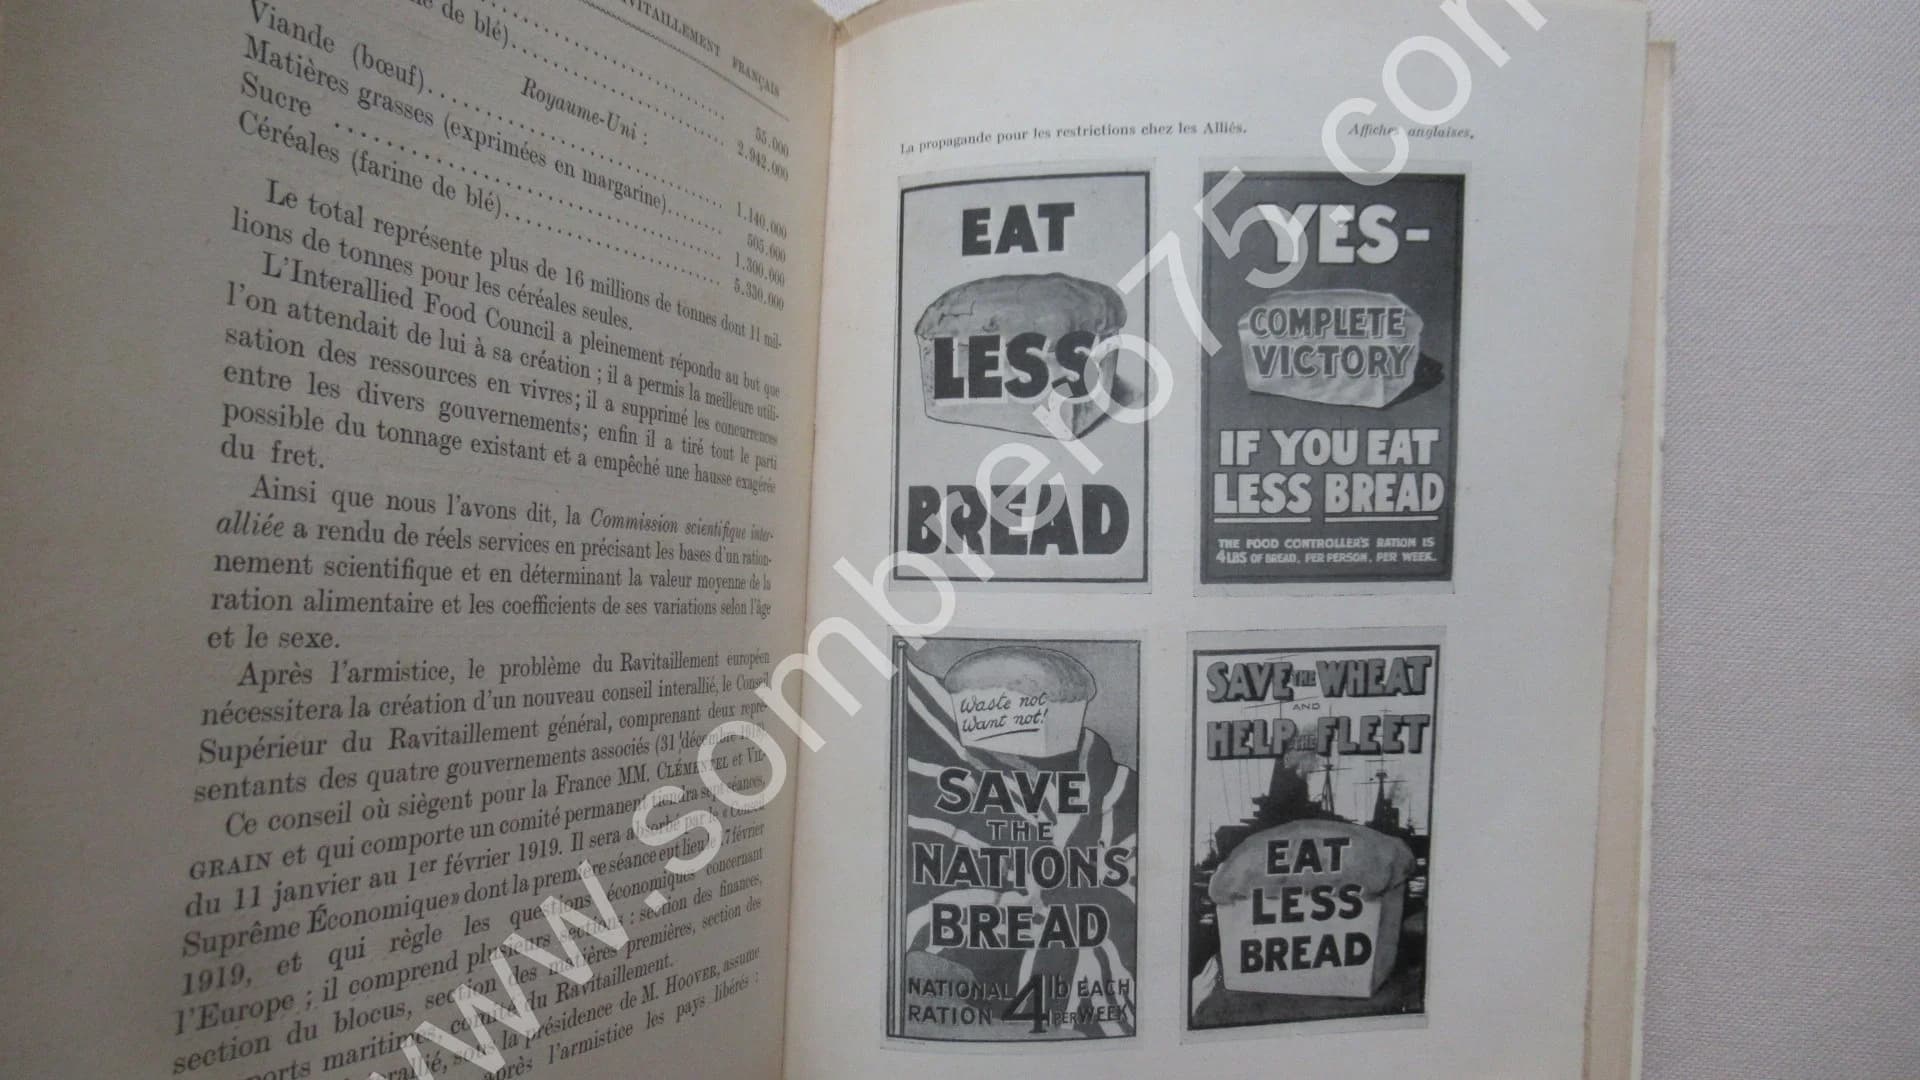 RAVITAILLEMENT FRANÇAIS
de blé)
55.000
Viande (bœuf)
2.942.000
Royaume-Uni :
Matières grasses (exprimées en margarine)
1.140.000
505.000
Sucre
1.300.000
Céréales (farine de blé)
5.330.000
Le total représente plus de 16 millions de tonnes dont 11 mil-
lions de tonnes pour les céréales seules.
L'Interallied Food Council a pleinement répondu au but que
l'on attendait de lui à sa création ; il a permis la meilleure utili-
sation des ressources en vivres; il a supprimé les concurrences
entre les divers gouvernements; enfin il a tiré tout le parti
possible du tonnage existant et a empêché une hausse exagérée
du fret.
Ainsi que nous l'avons dit, la Commission scientifique inter-
alliée a rendu de réels services en précisant les bases d'un ration-
nement scientifique et en déterminant la valeur moyenne de la
ration alimentaire et les coefficients de ses variations selon l'âge
et le sexe.
Après l'armistice, le problème du Ravitaillement européen
nécessitera la création d'un nouveau conseil interallié, le Conseil
Supérieur du Ravitaillement général, comprenant deux repré-
sentants des quatre gouvernements associés (31 décembre 1918).
Ce conseil où siègent pour la France MM. CLÉMENTEL et VIL-
GRAIN et qui comporte un comité permanent tiendra sept séances,
du 11 janvier au 1er février 1919. Il sera absorbé par le « Conseil
Suprême Économique» dont la première séance eut lieu le 17 février
1919, et qui règle les questions économiques concernant
l'Europe ; il comprend plusieurs sections : section des finances,
section du blocus, section des matières premières, section des
ports maritimes, comité du Ravitaillement.
sous la présidence de M. HOOVER, assume
après l'armistice les pays libérés :
La propagande pour les restrictions chez les Alliés.
Affiches anglaises.
EAT
LESS
BREAD
YES-
COMPLETE
VICTORY
IF YOU EAT
LESS BREAD
THE FOOD CONTROLLER'S RATION IS
4LBS OF BREAD, PER PERSON, PER WEEK.
Waste not
Want not!
SAVE
THE
NATION'S
BREAD
NATIONAL 4lb EACH
RATION PER WEEK
SAVE THE WHEAT
AND
HELP THE FLEET
EAT
LESS
BREAD
www.sombrero75.com